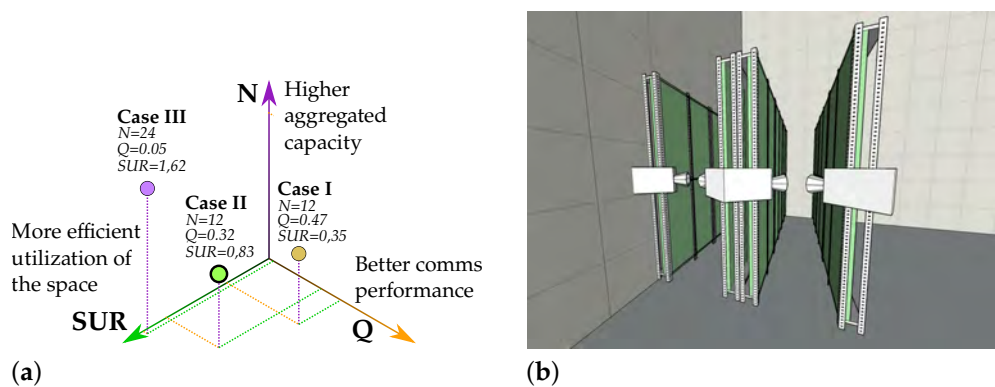 N
Higher
aggregated
capacity
Case III
N=24
Q=0.05
SUR=1,62
Case II
N=12
Q=0.32
SUR=0,83
Case I
N=12
Q=0.47
SUR=0,35
More efficient
utilization of
the space
Better comms
performance
SUR
Q
(a)
(b)